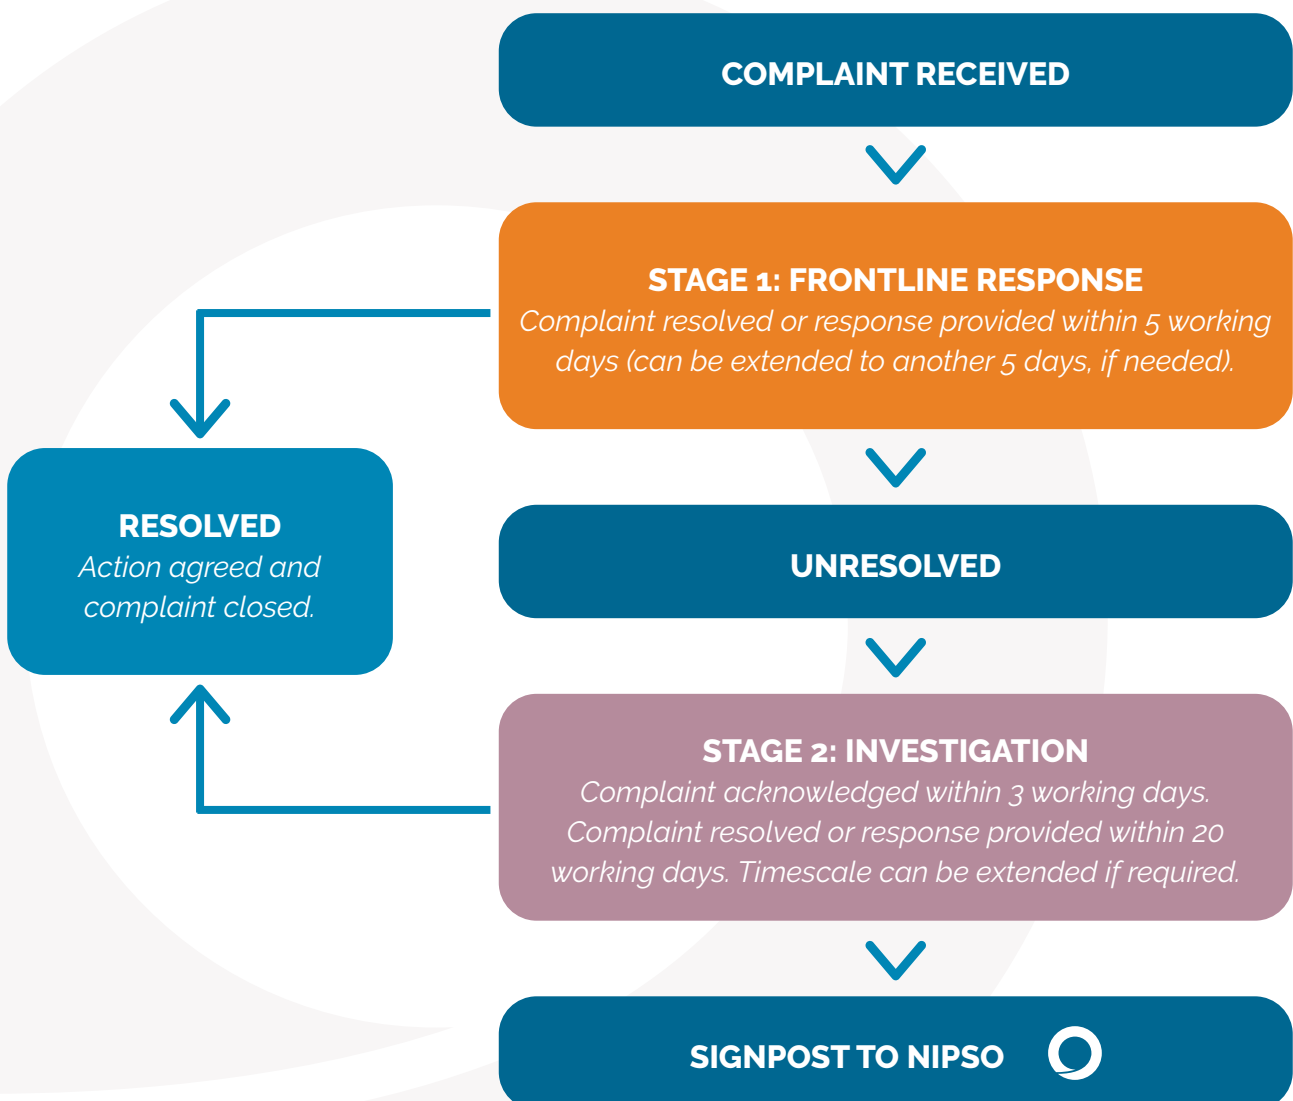 COMPLAINT RECEIVED
STAGE 1: FRONTLINE RESPONSE
Complaint resolved or response provided within 5 working
days (can be extended to another 5 days, if needed).
RESOLVED
Action agreed and
complaint closed.
UNRESOLVED
STAGE 2: INVESTIGATION
Complaint acknowledged within 3 working days.
Complaint resolved or response provided within 20
working days. Timescale can be extended if required.
SIGNPOST TO NIPSO